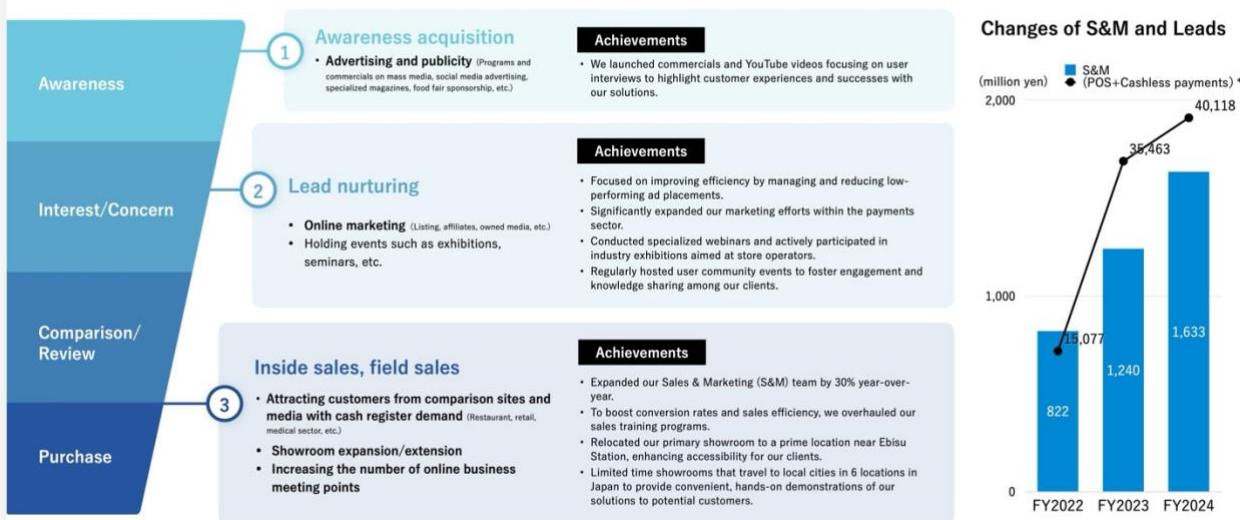 Awareness
Interest/Concern
Comparison/
Review
Purchase
1
Awareness acquisition
• Advertising and publicity (Programs and
commercials on mass media, social media advertising,
specialized magazines, food fair sponsorship, etc.)
Achievements
• We launched commercials and YouTube videos focusing on user
interviews to highlight customer experiences and successes with
our solutions.
2
Lead nurturing
• Online marketing (Listing, affiliates, owned media, etc.)
• Holding events such as exhibitions,
seminars, etc.
Achievements
• Focused on improving efficiency by managing and reducing low-
performing ad placements.
• Significantly expanded our marketing efforts within the payments
sector.
• Conducted specialized webinars and actively participated in
industry exhibitions aimed at store operators.
• Regularly hosted user community events to foster engagement and
knowledge sharing among our clients.
3
Inside sales, field sales
• Attracting customers from comparison sites and
media with cash register demand (Restaurant, retail,
medical sector, etc.)
• Showroom expansion/extension
• Increasing the number of online business
meeting points
Achievements
• Expanded our Sales & Marketing (S&M) team by 30% year-over-
year.
• To boost conversion rates and sales efficiency, we overhauled our
sales training programs.
• Relocated our primary showroom to a prime location near Ebisu
Station, enhancing accessibility for our clients.
• Limited time showrooms that travel to local cities in 6 locations in
Japan to provide convenient, hands-on demonstrations of our
solutions to potential customers.
Changes of S&M and Leads
(million yen)
S&M
(POS+Cashless payments)
2,000
1,000
0
40,118
35,463
15,077
822
1,240
1,633
FY2022 FY2023 FY2024